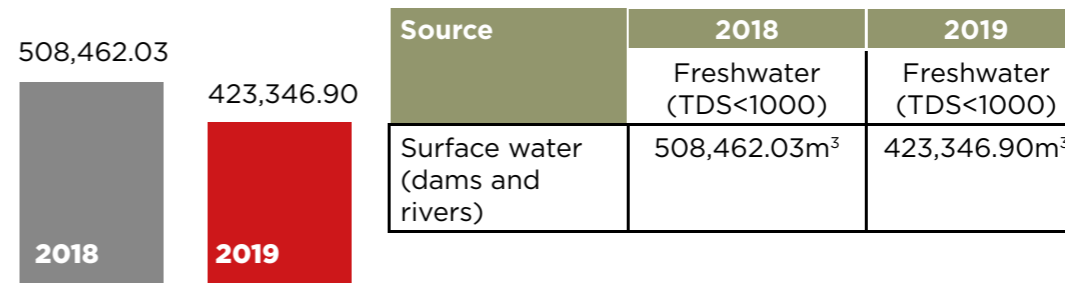 508,462.03
423,346.90
2018
2019
Source 2018 2019
Freshwater (TDS<1000) Freshwater (TDS<1000)
Surface water (dams and rivers) 508,462.03m³ 423,346.90m³